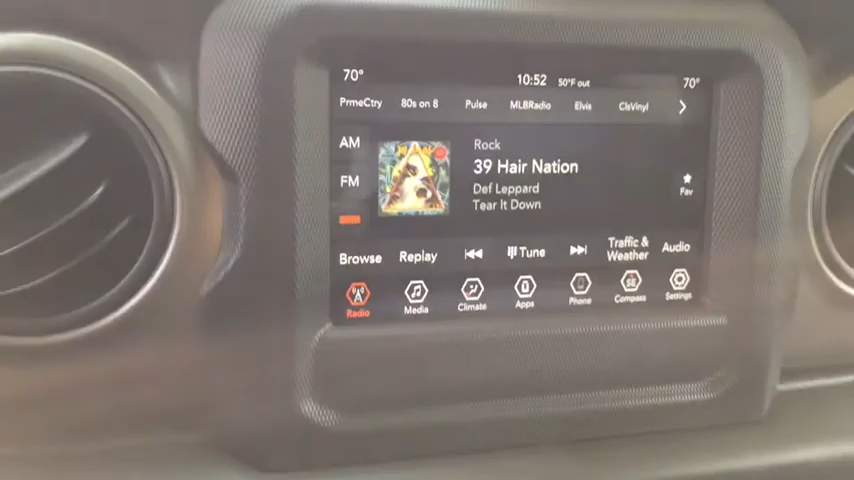 70° 10:52 50°F out 70°
PrmeCtry 80s on 8 Pulse MLBRadio Elvis ClsVinyl
AM
Rock
39 Hair Nation
FM
Def Leppard
Tear It Down
Fav
Browse Replay Tune Traffic & Weather Audio
SE
Radio Media Climate Apps Phone Compass Settings